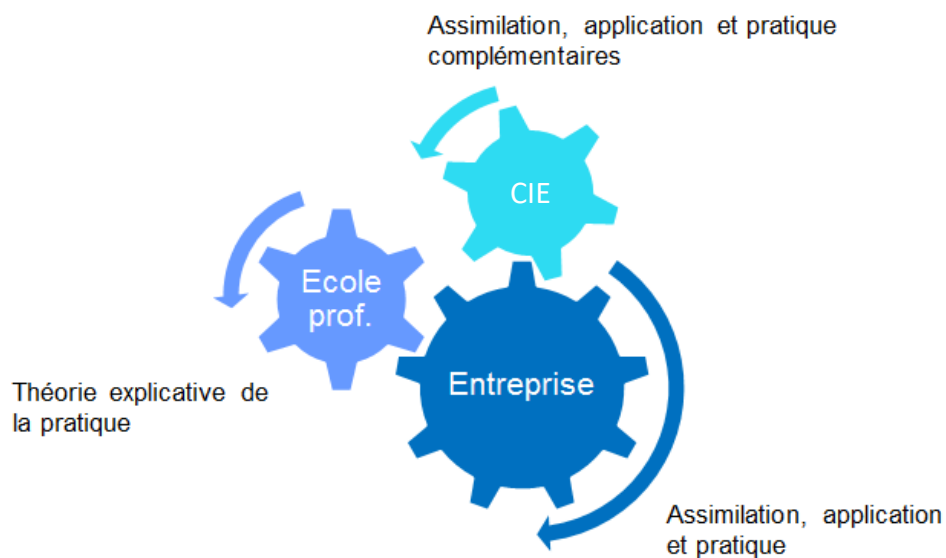 Assimilation, application et pratique
complémentaires
CIE
Ecole
prof.
Entreprise
Théorie explicative de
la pratique
Assimilation, application
et pratique